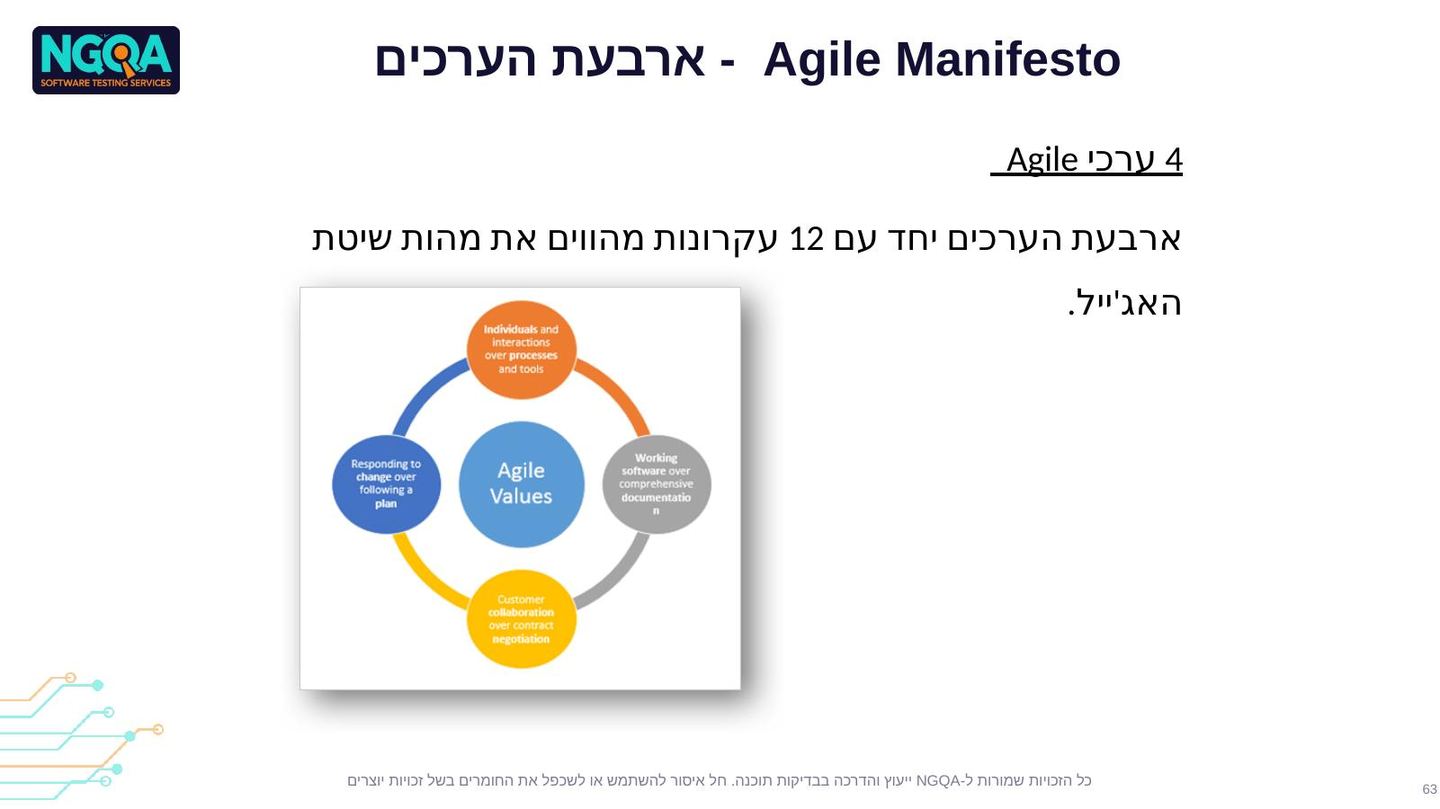 NGQA
SOFTWARE TESTING SERVICES
Agile Manifesto - ארבעת הערכים
4 ערכי Agile
ארבעת הערכים יחד עם 12 עקרונות מהווים את מהות שיטת
האג'ייל.
Individuals and
interactions
over processes
and tools
Responding to
change over
following a
plan
Agile
Values
Working
software over
comprehensive
documentatio
n
Customer
collaboration
over contract
negotiation
כל הזכויות שמורות ל-NGQA ייעוץ והדרכה בבדיקות תוכנה. חל איסור להשתמש או לשכפל את החומרים בשל זכויות יוצרים
63